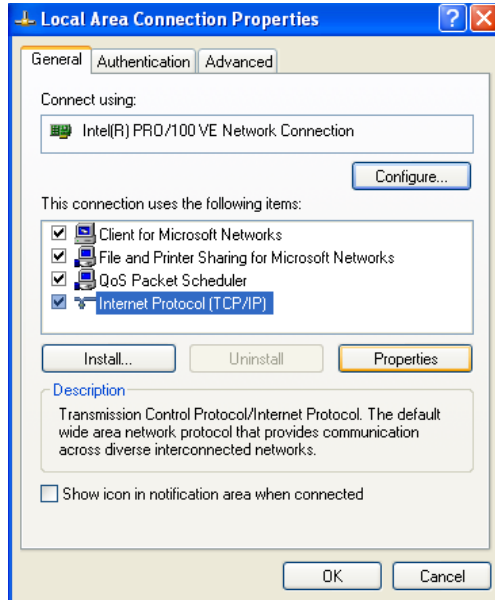 Local Area Connection Properties
General Authentication Advanced
Connect using:
Intel(R) PRO/100 VE Network Connection
Configure...
This connection uses the following items:
Client for Microsoft Networks
File and Printer Sharing for Microsoft Networks
QoS Packet Scheduler
Internet Protocol (TCP/IP)
Install... Uninstall Properties
Description
Transmission Control Protocol/Internet Protocol. The default
wide area network protocol that provides communication
across diverse interconnected networks.
Show icon in notification area when connected
OK Cancel